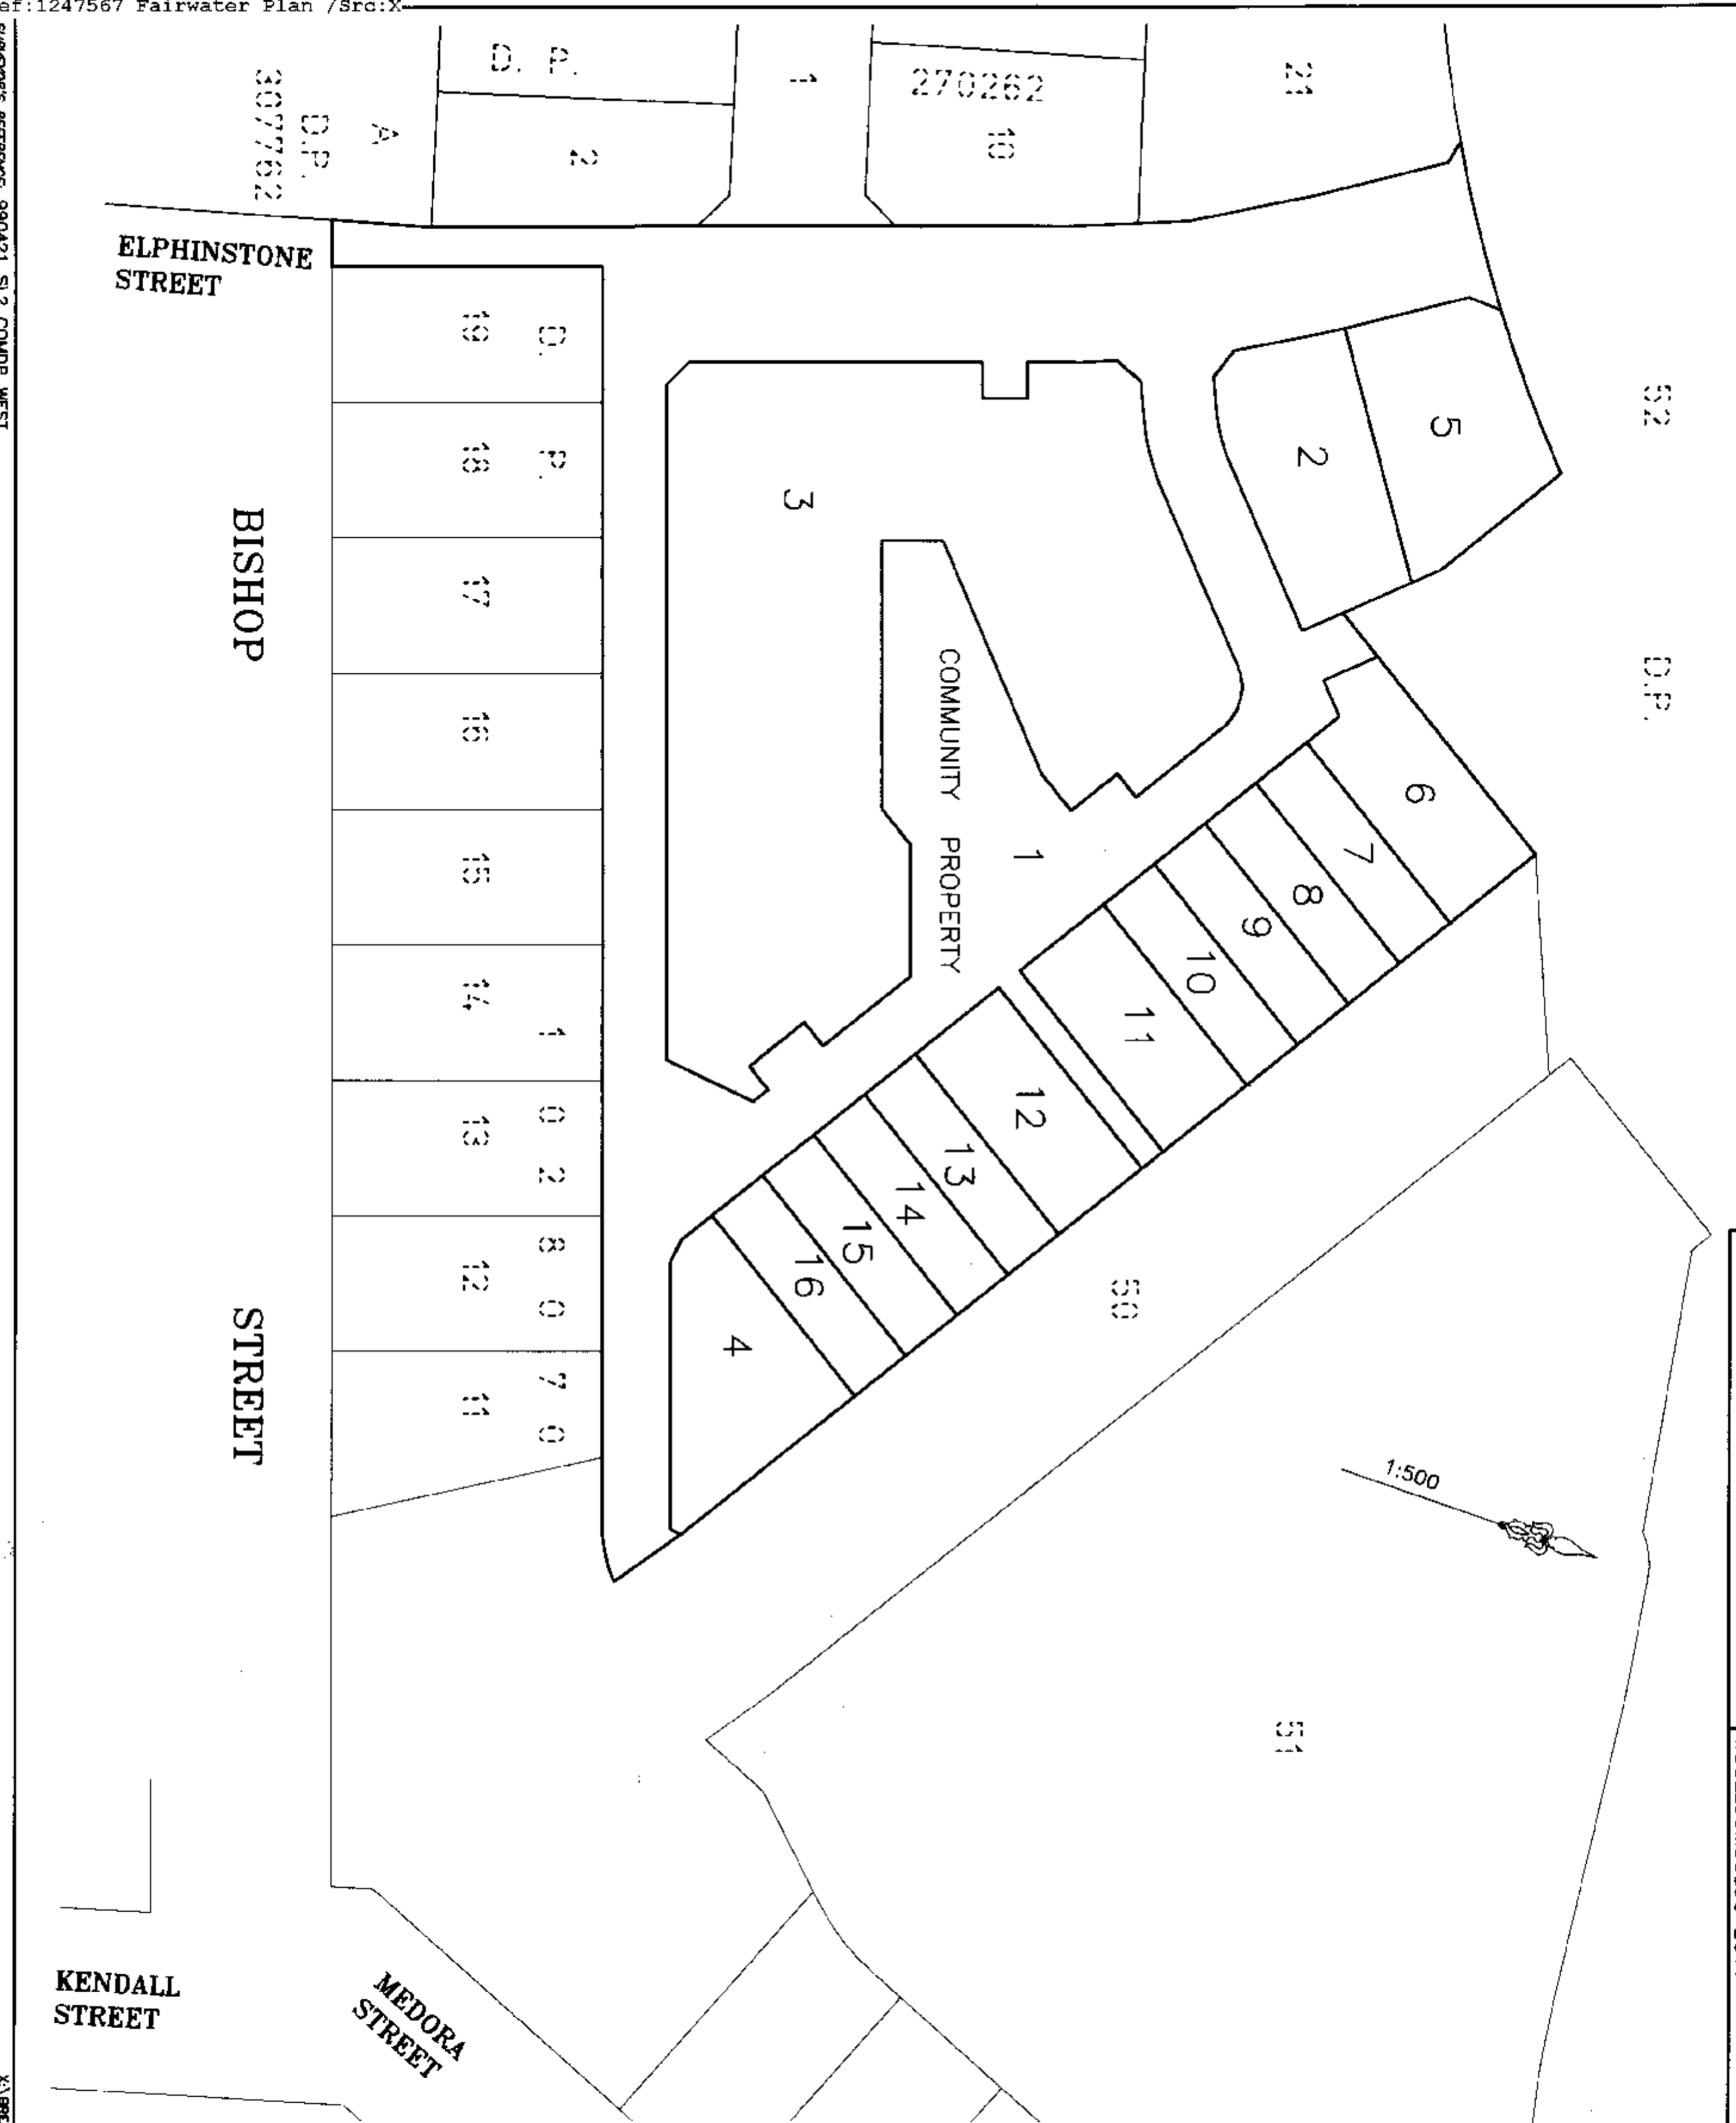 ef:1247567 Fairwater Plan /Src:X
D. P.
1
270262
21
A
D.P.
307762
2
10
ELPHINSTONE
STREET
19
D.
18
P.
17
16
15
14
1
13
0 2
12
8 0
11
7 0
BISHOP
STREET
3
COMMUNITY PROPERTY
1
2
5
52
D.P.
6
7
8
9
10
11
12
13
14
15
16
4
50
1:500
51
KENDALL
STREET
MEDORA
STREET